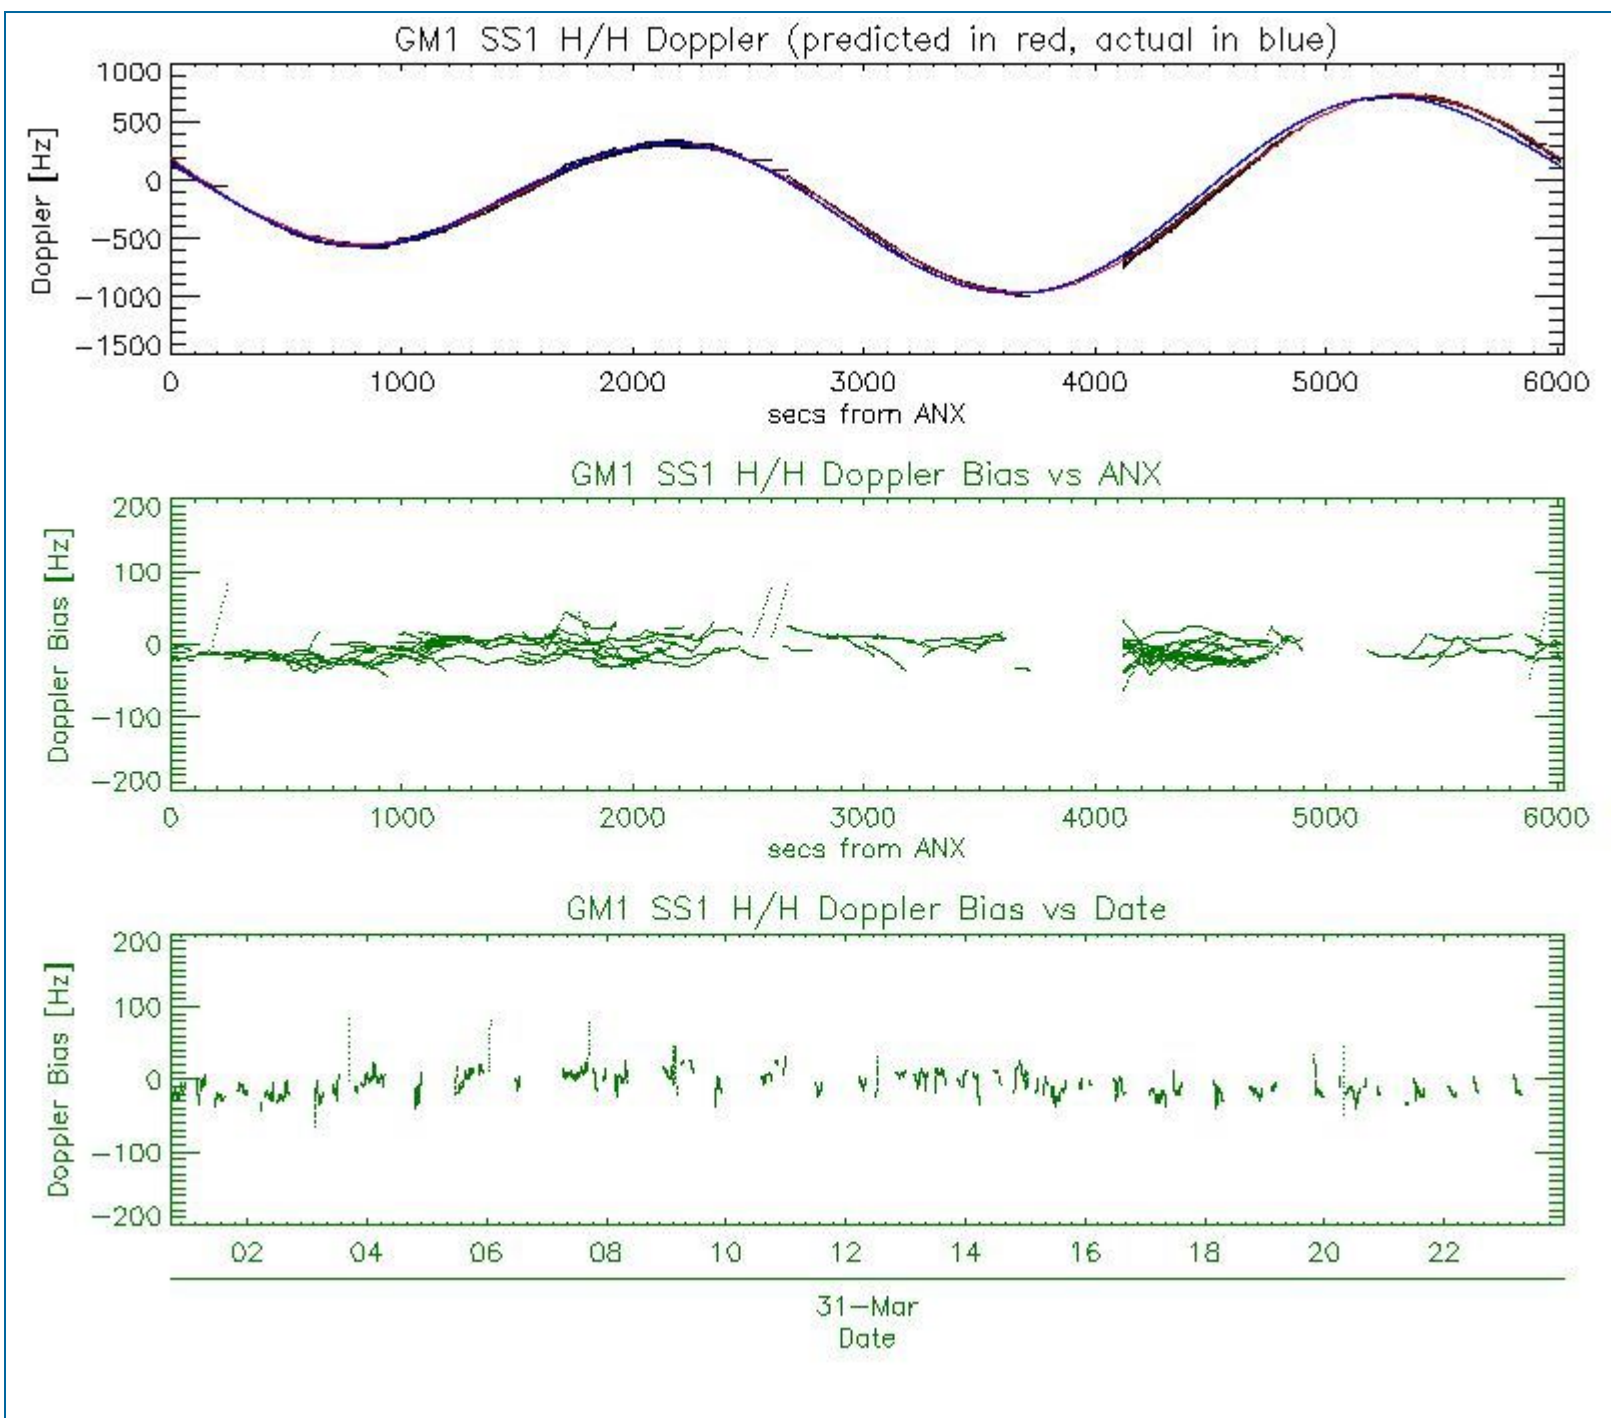 GM1 SS1 H/H Doppler (predicted in red, actual in blue)
1000
500
0
-500
-1000
-1500
Doppler [Hz]
0 1000 2000 3000 4000 5000 6000
secs from ANX
GM1 SS1 H/H Doppler Bias vs ANX
200
100
0
-100
-200
Doppler Bias [Hz]
0 1000 2000 3000 4000 5000 6000
secs from ANX
GM1 SS1 H/H Doppler Bias vs Date
200
100
0
-100
-200
Doppler Bias [Hz]
02 04 06 08 10 12 14 16 18 20 22
31-Mar
Date